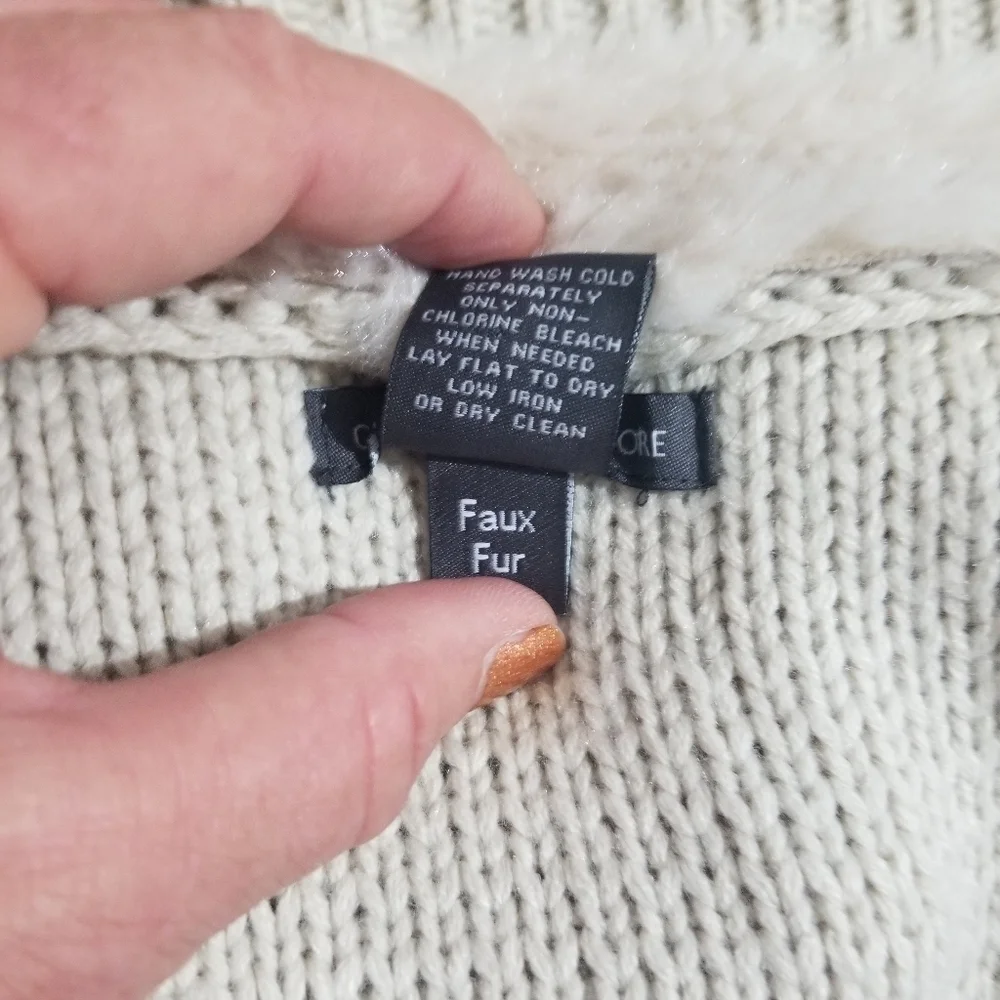 HAND WASH COLD
SEPARATELY
ONLY NON-
CHLORINE BLEACH
WHEN NEEDED
LAY FLAT TO DRY
LOW IRON
OR DRY CLEAN
Faux
Fur